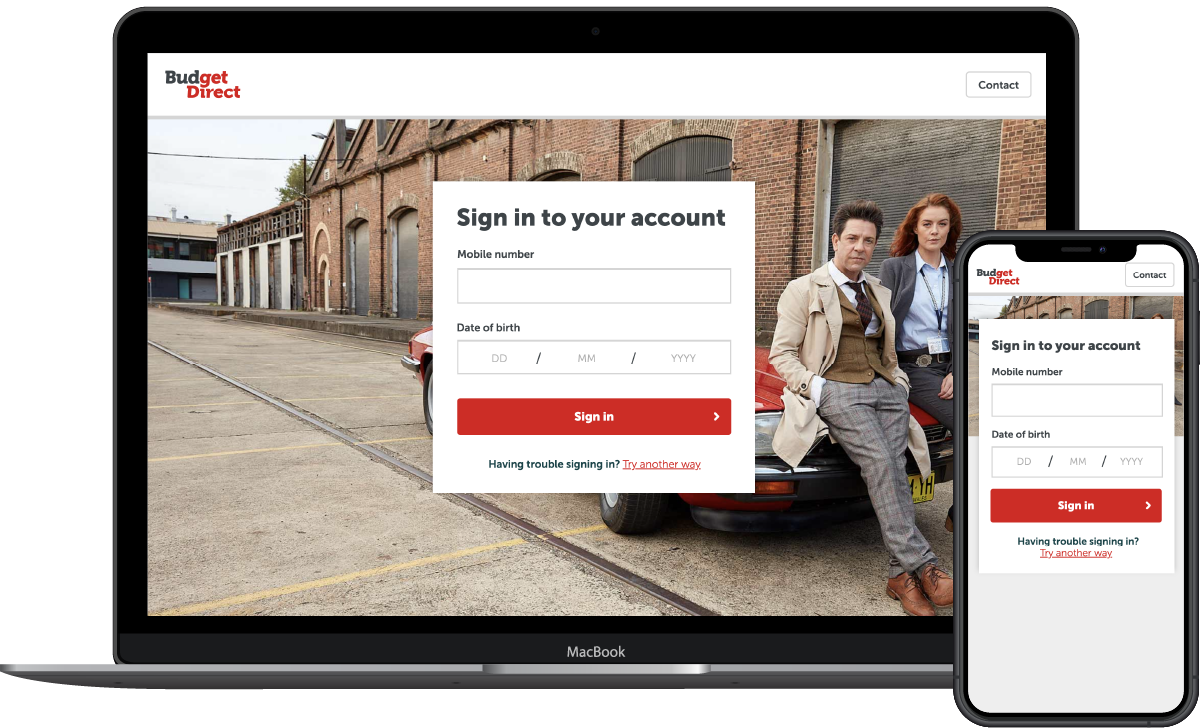 Budget
Direct
Contact
Sign in to your account
Mobile number
Date of birth
DD / MM / YYYY
Sign in
Having trouble signing in? Try another way
MacBook
Budget
Direct
Contact
Sign in to your account
Mobile number
Date of birth
DD / MM / YYYY
Sign in
Having trouble signing in?
Try another way